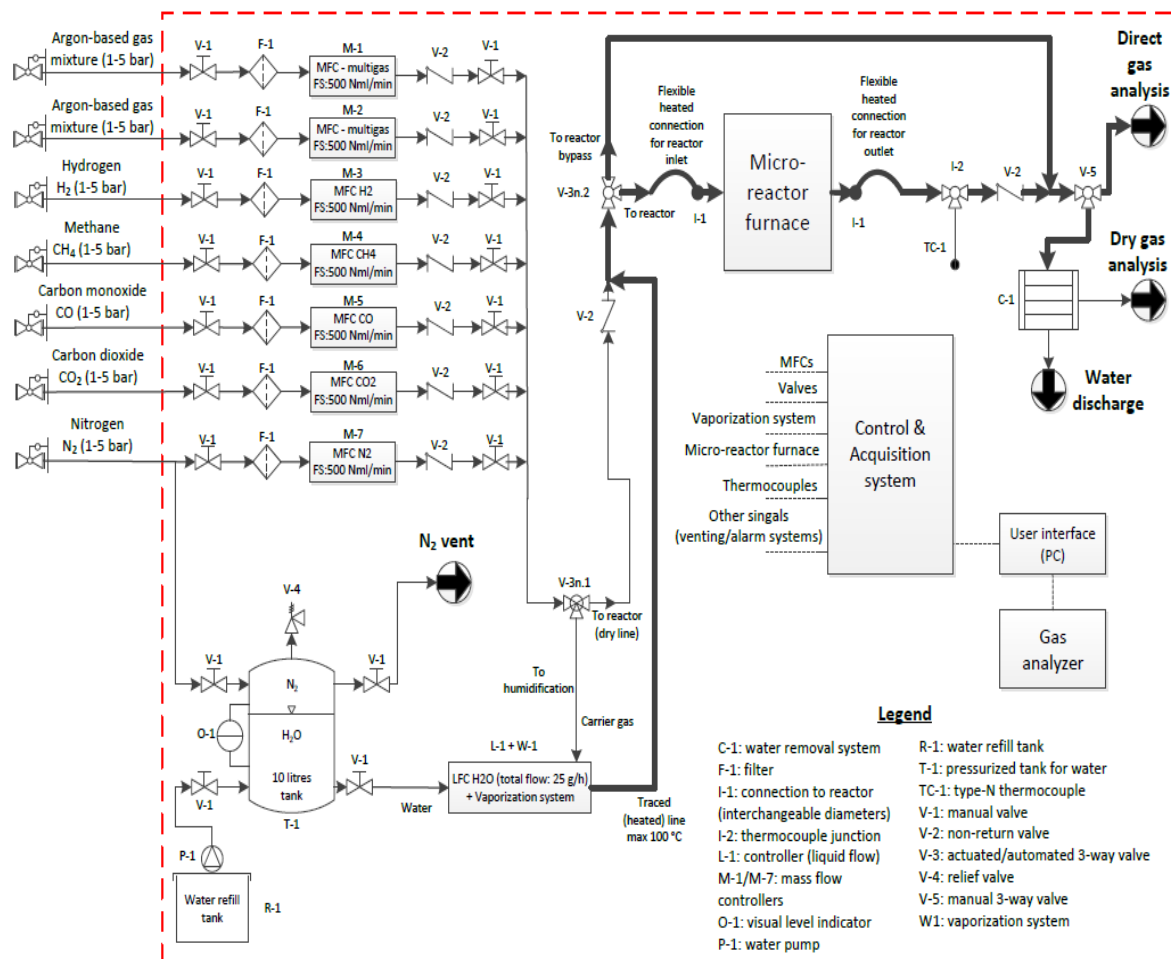 Argon-based gas
mixture (1-5 bar)
V-1
F-1
M-1
MFC - multigas
FS:500 Nml/min
V-2
V-1
Argon-based gas
mixture (1-5 bar)
V-1
F-1
M-2
MFC - multigas
FS:500 Nml/min
V-2
V-1
Hydrogen
H₂ (1-5 bar)
V-1
F-1
M-3
MFC H2
FS:500 Nml/min
V-2
V-1
Methane
CH₄ (1-5 bar)
V-1
F-1
M-4
MFC CH4
FS:500 Nml/min
V-2
V-1
Carbon monoxide
CO (1-5 bar)
V-1
F-1
M-5
MFC CO
FS:500 Nml/min
V-2
V-1
Carbon dioxide
CO₂ (1-5 bar)
V-1
F-1
M-6
MFC CO2
FS:500 Nml/min
V-2
V-1
Nitrogen
N₂ (1-5 bar)
V-1
F-1
M-7
MFC N2
FS:500 Nml/min
V-2
V-1
To reactor
bypass
V-3n.2
To reactor
Flexible
heated
connection
for reactor
inlet
I-1
Micro-
reactor
furnace
Flexible
heated
connection
for reactor
outlet
I-1
I-2
TC-1
V-2
V-5
Direct
gas
analysis
C-1
Dry gas
analysis
Water
discharge
V-2
MFCs
Valves
Vaporization system
Micro-reactor furnace
Thermocouples
Other singals
(venting/alarm systems)
Control &
Acquisition
system
User interface
(PC)
Gas
analyzer
N₂ vent
V-4
V-1
V-1
N₂
H₂O
O-1
10 litres
tank
T-1
V-1
V-1
P-1
Water refill
tank
R-1
Water
V-3n.1
To reactor
(dry line)
To
humidification
Carrier gas
L-1 + W-1
LFC H2O (total flow: 25 g/h)
+ Vaporization system
Traced
(heated) line
max 100 °C
Legend
C-1: water removal system
F-1: filter
I-1: connection to reactor
(interchangeable diameters)
I-2: thermocouple junction
L-1: controller (liquid flow)
M-1/M-7: mass flow
controllers
O-1: visual level indicator
P-1: water pump
R-1: water refill tank
T-1: pressurized tank for water
TC-1: type-N thermocouple
V-1: manual valve
V-2: non-return valve
V-3: actuated/automated 3-way valve
V-4: relief valve
V-5: manual 3-way valve
W1: vaporization system